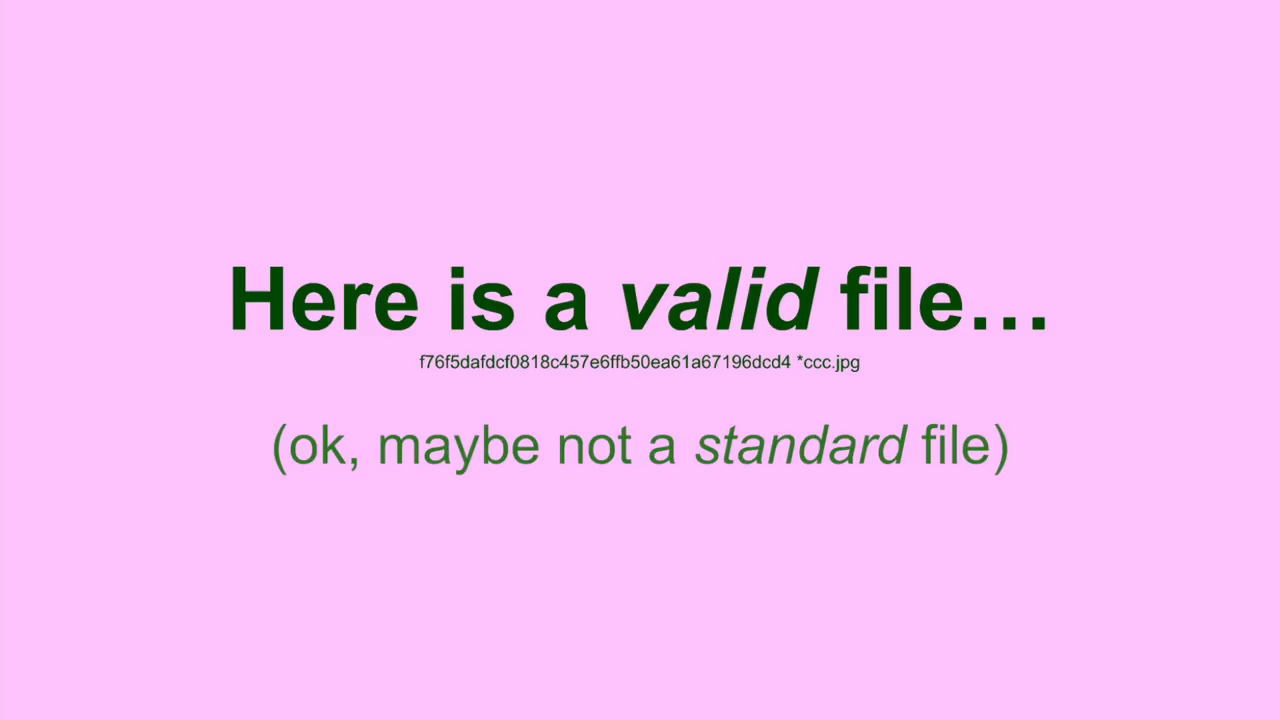 Here is a valid file…
f76f5dafdcf0818c457e6ffb50ea61a67196dcd4 *ccc.jpg
(ok, maybe not a standard file)